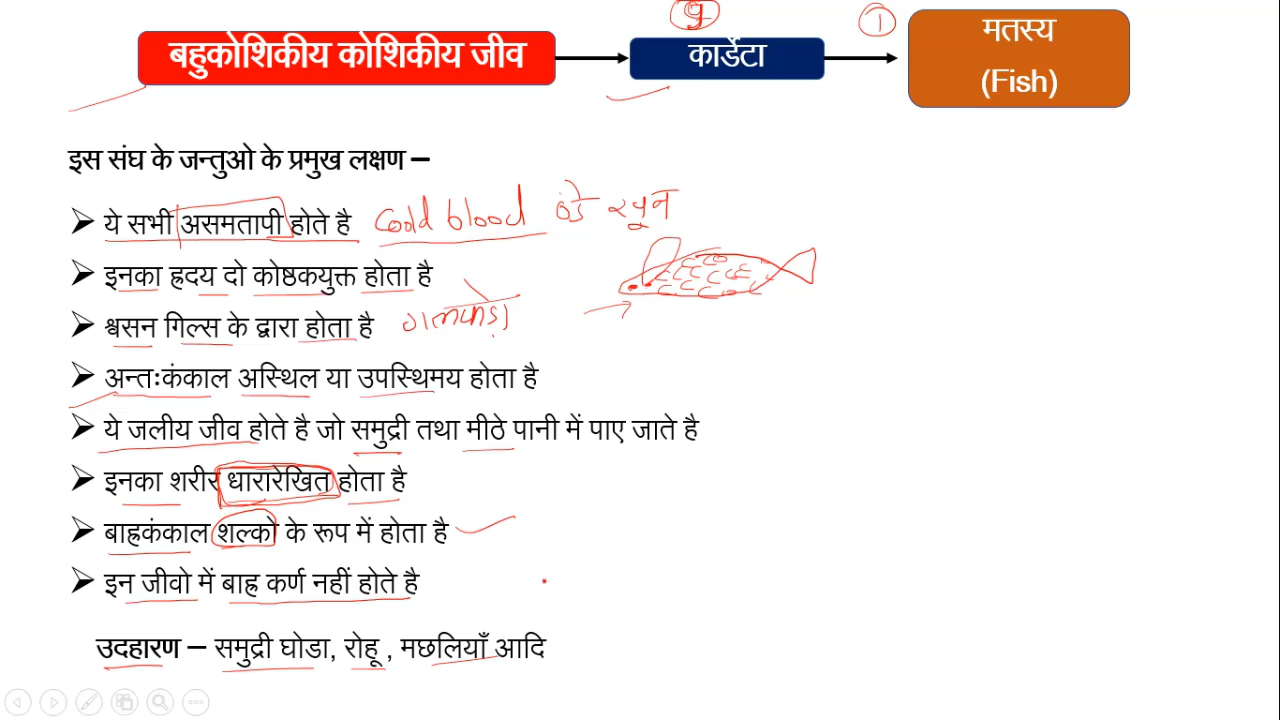 बहुकोशिकीय कोशिकीय जीव
कार्डेटा
मतस्य
(Fish)
9
1
इस संघ के जन्तुओ के प्रमुख लक्षण –
ये सभी असमतापी होते है Cold blood ठंडे खून
इनका ह्रदय दो कोष्ठकयुक्त होता है
श्वसन गिल्स के द्वारा होता है गलफड़ो
अन्तःकंकाल अस्थिल या उपस्थिमय होता है
ये जलीय जीव होते है जो समुद्री तथा मीठे पानी में पाए जाते है
इनका शरीर धारारेखित होता है
बाह्रकंकाल शल्को के रूप में होता है
इन जीवो में बाह्र कर्ण नहीं होते है
उदहारण – समुद्री घोडा, रोहू , मछलियाँ आदि